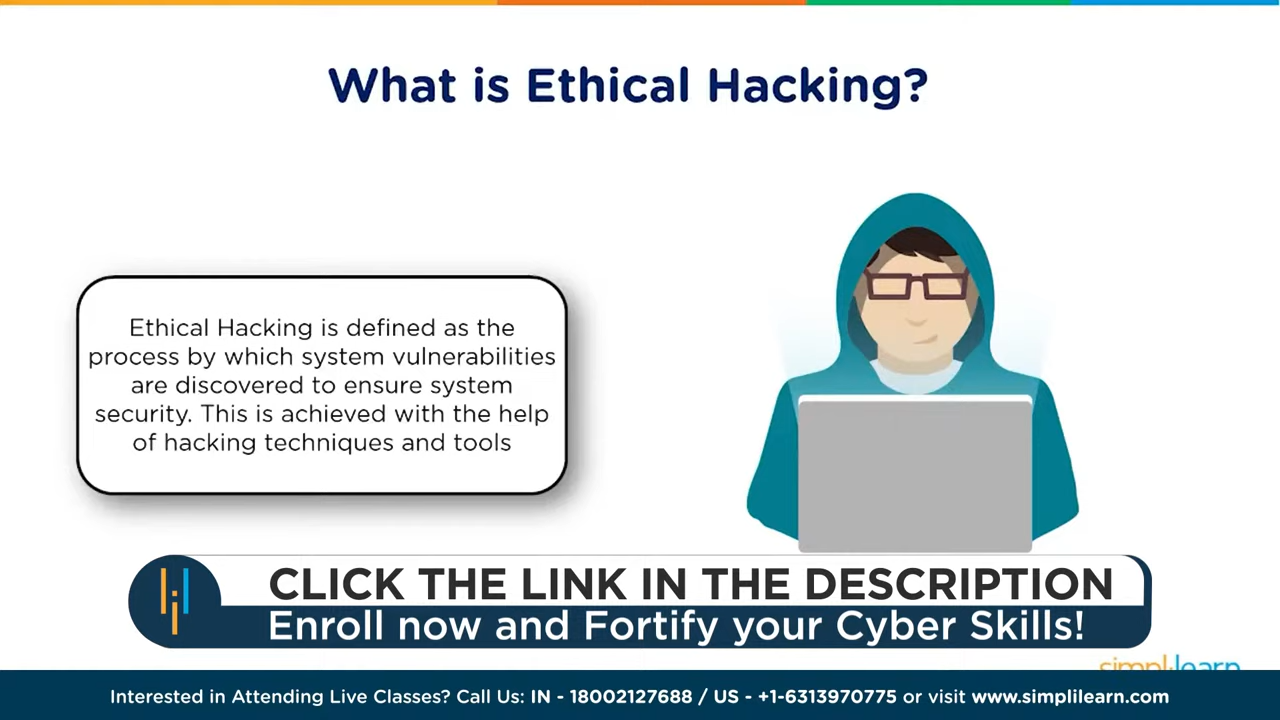 What is Ethical Hacking?
Ethical Hacking is defined as the
process by which system vulnerabilities
are discovered to ensure system
security. This is achieved with the help
of hacking techniques and tools
CLICK THE LINK IN THE DESCRIPTION
Enroll now and Fortify your Cyber Skills!
simplilearn
Interested in Attending Live Classes? Call Us: IN - 18002127688 / US - +1-6313970775 or visit www.simplilearn.com